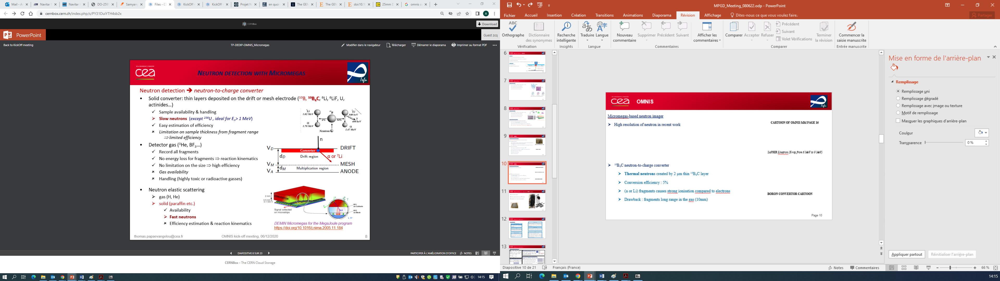 Mail - A
Navitar
Navitar
DO-259
Samyan
Files - C
KickOff
KickOff
Projet N
en quoi
The GEM
The GEM
doi:10.1
25mm D
omnis c
cernbox.cern.ch/index.php/s/PY31DuiYTH4sb2x
CERNBox
Download
PowerPoint
Guest zcq
Back to KickOff meeting
TP-DEDIP-OMNIS_Micromegas
Modifier dans le navigateur
Télécharger
Démarrer le diaporama
Imprimer au format PDF
cea
NEUTRON DETECTION WITH MICROMEGAS
Irfu
Neutron detection ➔ neutron-to-charge converter
• Solid converter: thin layers deposited on the drift or mesh electrode (¹⁰B, ¹⁰B₄C, ⁶Li, ⁶LiF, U,
actinides...)
✓ Sample availability & handling
➢ Slow neutrons (except ²³⁸U , ideal for Eₙ> 1 MeV)
✓ Easy estimation of efficiency
× Limitation on sample thickness from fragment range
⇒ limited efficiency
⁷Li
1.02 MeV
¹⁰B
⁷Li
840 keV
6%
94%
γ
480 keV
α
1.78 MeV
α
1.47 MeV
Neutron
• Detector gas (³He, BF₃...)
✓ Record all fragments
✓ No energy loss for fragments ⇒ reaction kinematics
✓ No limitation on the size ⇒ high efficiency
× Gas availability
× Handling (highly toxic or radioactive gasses)
n
V_D
Converter
DRIFT
d_D
Drift region
α or ⁷Li
V_M
MESH
d_M
Multiplication region
V_A
ANODE
• Neutron elastic scattering
➢ gas (H, He)
➢ solid (paraffin etc.)
✓ Availability
➢ Fast neutrons
× Efficiency estimation & reaction kinematics
2 mm
0.5 mm
0.1 mm
CONVERTOR
HV1
on Cathode
HV2
on Mesh
Signal collected
on microstrips
DEMIN Micromegas for the MegaJoule program
https://doi.org/10.1016/j.nima.2005.11.184
thomas.papaevangelou@cea.fr
OMNIS kick-off meeting, 06/12/2020
8
DIAPOSITIVE 8 SUR 23
PARTICIPER À L'AMÉLIORATION D'OFFICE
NOTES
CERNBox – The CERN Cloud Storage
14:15
MPGD_Meeting_080622.odp - PowerPoint
Fichier
Accueil
Insertion
Création
Transitions
Animations
Diaporama
Révision
Affichage
Dites-nous ce que vous voulez faire.
Partager
ABC
Orthographe
Dictionnaire
des synonymes
Vérification
Recherche
intelligente
Insights
Traduire
Langue
Langue
Nouveau
commentaire
Supprimer
Précédent
Suivant
Afficher les
commentaires
Commentaires
Comparer
Accepter
Refuser
Précédent
Suivant
Volet Vérifications
Terminer
la révision
Comparer
Commencer la
saisie manuscrite
Entrée manuscrite
6
7
8
9
10
11
12
13
cea
OMNIS
Irfu
Micromegas-based neutron imager
➢ High resolution of neutron in recent work
CARTOON OF OMNIS MM PAGE 16
SAPHIR Linatron (X-ray from 6 MeV to 9 MeV)
➢ ¹⁰B₄C neutron-to-charge converter
➢ Thermal neutrons created by 2 µm thin ¹⁰B₄C layer
➢ Conversion efficiency : 5%
➢ (α or Li) fragments causes strong ionisation compared to electrons
➢ Drawback : fragments long range in the gas (10mm)
BORON CONVERTOR CARTOON
Page 10
Mise en forme de l'arrière-plan
Remplissage
Remplissage uni
Remplissage dégradé
Remplissage avec image ou texture
Motif de remplissage
Masquer les graphiques d'arrière-plan
Couleur
Transparence
0 %
Appliquer partout
Réinitialiser l'arrière-plan
Diapositive 10 de 21
Français (France)
Notes
Commentaires
66 %
14:15